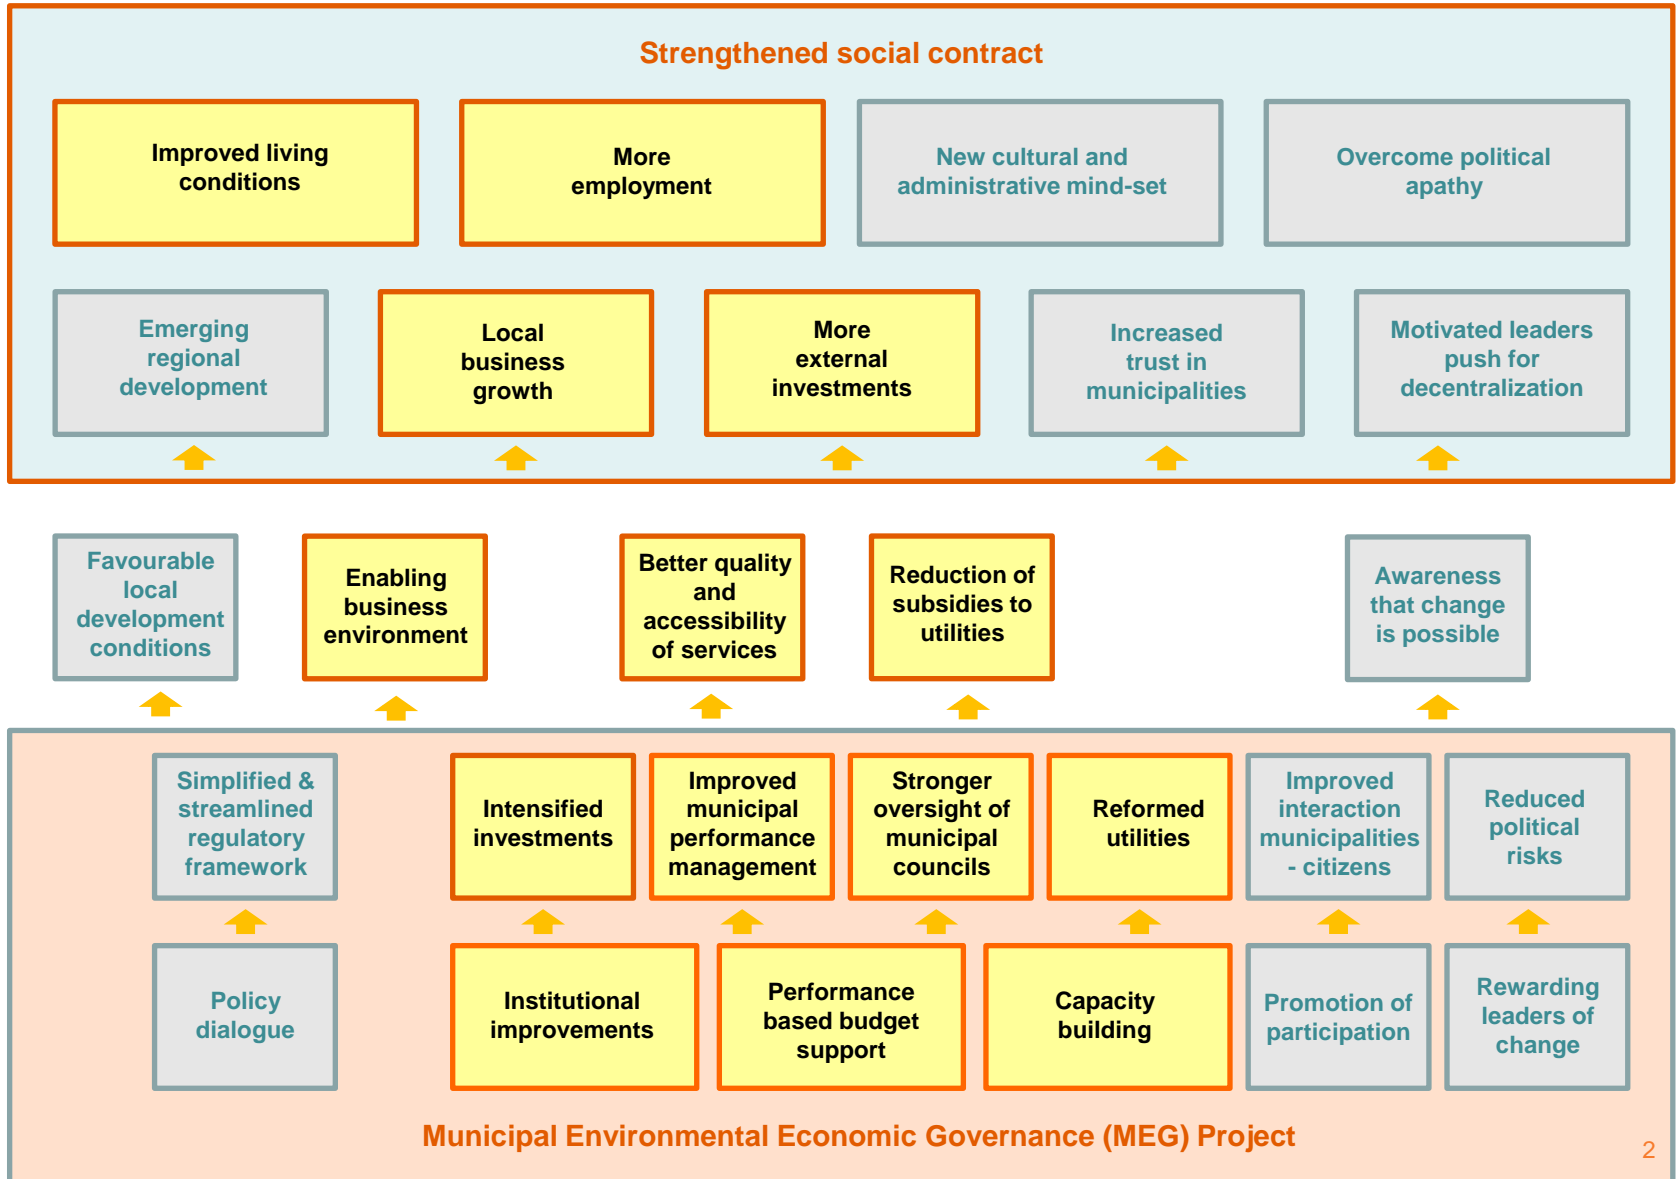 Strengthened social contract
Improved living
conditions
More
employment
New cultural and
administrative mind-set
Overcome political
apathy
Emerging
regional
development
Local
business
growth
More
external
investments
Increased
trust in
municipalities
Motivated leaders
push for
decentralization
Favourable
local
development
conditions
Enabling
business
environment
Better quality
and
accessibility
of services
Reduction of
subsidies to
utilities
Awareness
that change
is possible
Simplified &
streamlined
regulatory
framework
Intensified
investments
Improved
municipal
performance
management
Stronger
oversight of
municipal
councils
Reformed
utilities
Improved
interaction
municipalities
- citizens
Reduced
political
risks
Policy
dialogue
Institutional
improvements
Performance
based budget
support
Capacity
building
Promotion of
participation
Rewarding
leaders of
change
Municipal Environmental Economic Governance (MEG) Project
2